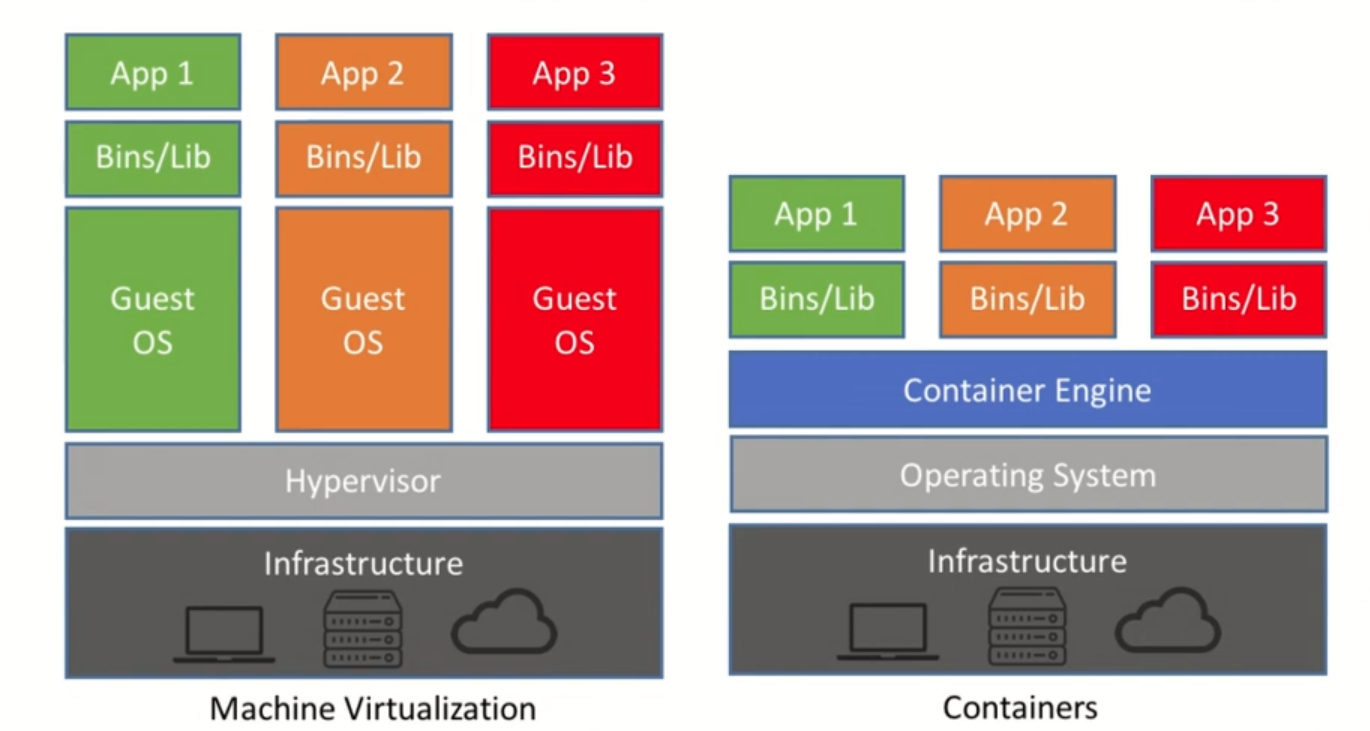 App 1
App 2
App 3
Bins/Lib
Bins/Lib
Bins/Lib
Guest
OS
Guest
OS
Guest
OS
Hypervisor
Infrastructure
Machine Virtualization
App 1
App 2
App 3
Bins/Lib
Bins/Lib
Bins/Lib
Container Engine
Operating System
Infrastructure
Containers